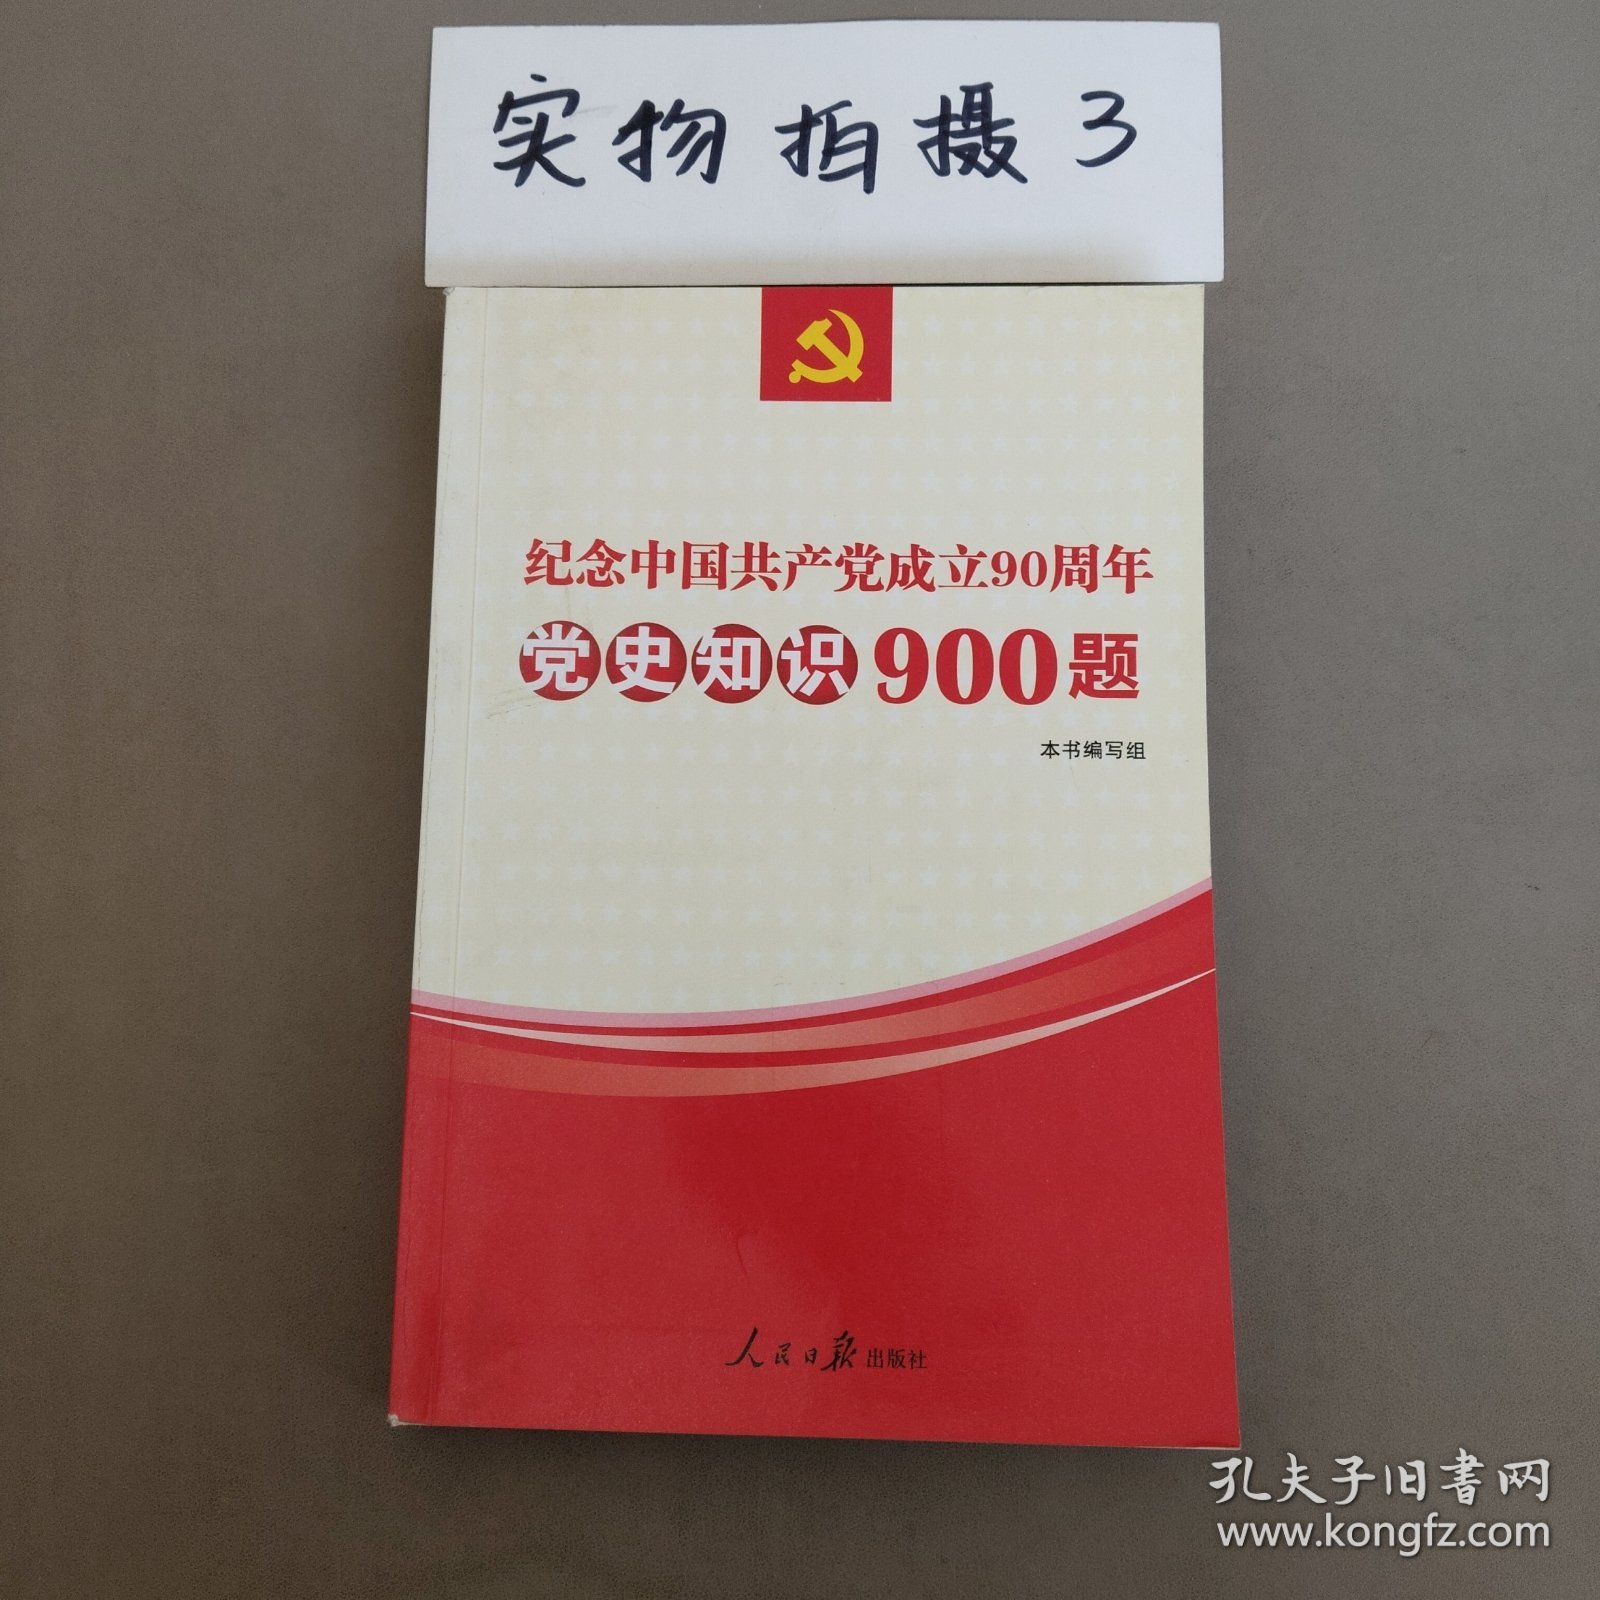 实物拍摄3
纪念中国共产党成立90周年
党史知识900题
本书编写组
人民日报出版社
孔夫子旧书网
www.kongfz.com